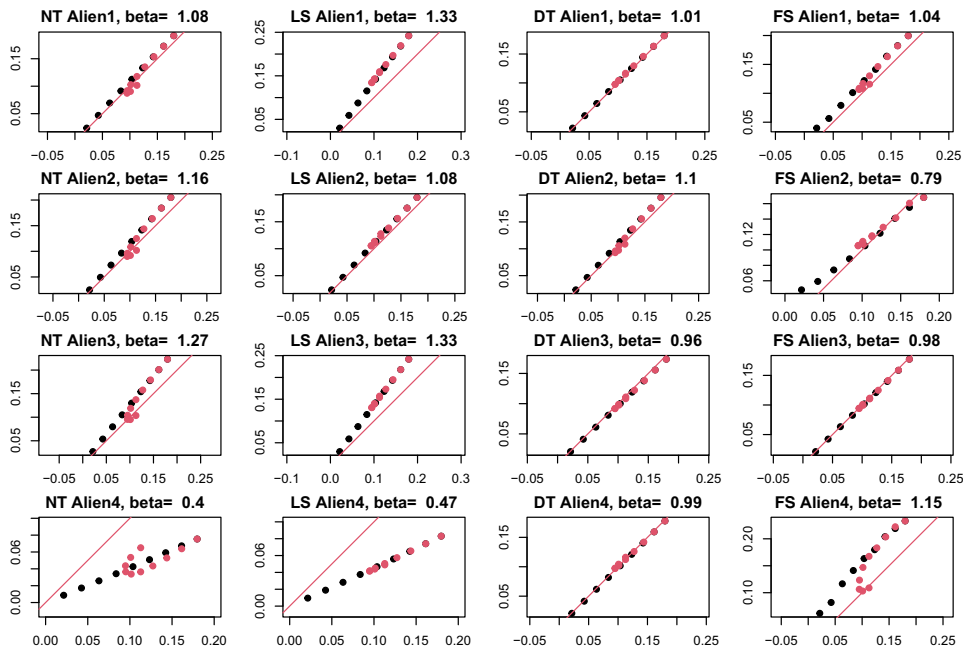 NT Alien1, beta=  1.08
0.05 0.15
−0.05 0.05 0.15 0.25
LS Alien1, beta=  1.33
0.05 0.15 0.25
−0.1 0.0 0.1 0.2 0.3
DT Alien1, beta=  1.01
0.05 0.15
−0.05 0.05 0.15 0.25
FS Alien1, beta=  1.04
0.05 0.15
−0.05 0.05 0.15 0.25
NT Alien2, beta=  1.16
0.05 0.15
−0.05 0.05 0.15 0.25
LS Alien2, beta=  1.08
0.05 0.15
−0.05 0.05 0.15 0.25
DT Alien2, beta=  1.1
0.05 0.15
−0.05 0.05 0.15 0.25
FS Alien2, beta=  0.79
0.06 0.12
0.00 0.05 0.10 0.15 0.20
NT Alien3, beta=  1.27
0.05 0.15
−0.05 0.05 0.15 0.25
LS Alien3, beta=  1.33
0.05 0.15 0.25
−0.1 0.0 0.1 0.2 0.3
DT Alien3, beta=  0.96
0.05 0.15
−0.05 0.05 0.15 0.25
FS Alien3, beta=  0.98
0.05 0.15
−0.05 0.05 0.15 0.25
NT Alien4, beta=  0.4
0.00 0.06
0.00 0.05 0.10 0.15 0.20
LS Alien4, beta=  0.47
0.00 0.06
0.00 0.05 0.10 0.15 0.20
DT Alien4, beta=  0.99
0.05 0.15
−0.05 0.05 0.15 0.25
FS Alien4, beta=  1.15
0.10 0.20
−0.05 0.05 0.15 0.25